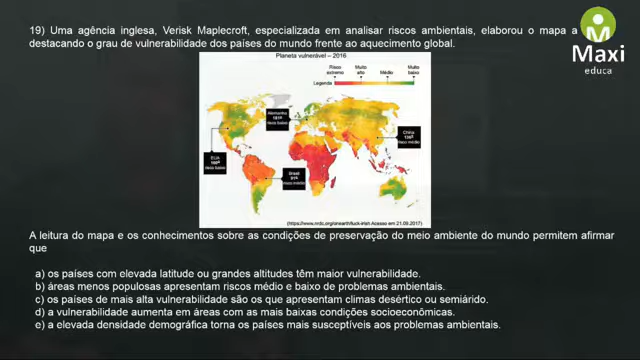 19) Uma agência inglesa, Verisk Maplecroft, especializada em analisar riscos ambientais, elaborou o mapa a
destacando o grau de vulnerabilidade dos países do mundo frente ao aquecimento global.
Maxi
educa
Planeta vulnerável – 2016
Risco extremo Muito alto Médio Muito baixo
Legenda
Alemanha
risco baixo
China
risco médio
EUA
risco baixo
Brasil
risco médio
A leitura do mapa e os conhecimentos sobre as condições de preservação do meio ambiente do mundo permitem afirmar
que
a) os países com elevada latitude ou grandes altitudes têm maior vulnerabilidade.
b) áreas menos populosas apresentam riscos médio e baixo de problemas ambientais.
c) os países de mais alta vulnerabilidade são os que apresentam climas desértico ou semiárido.
d) a vulnerabilidade aumenta em áreas com as mais baixas condições socioeconômicas.
e) a elevada densidade demográfica torna os países mais susceptíveis aos problemas ambientais.